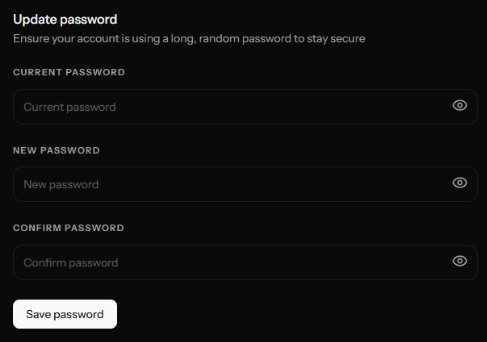 Update password
Ensure your account is using a long, random password to stay secure
CURRENT PASSWORD
Current password
NEW PASSWORD
New password
CONFIRM PASSWORD
Confirm password
Save password